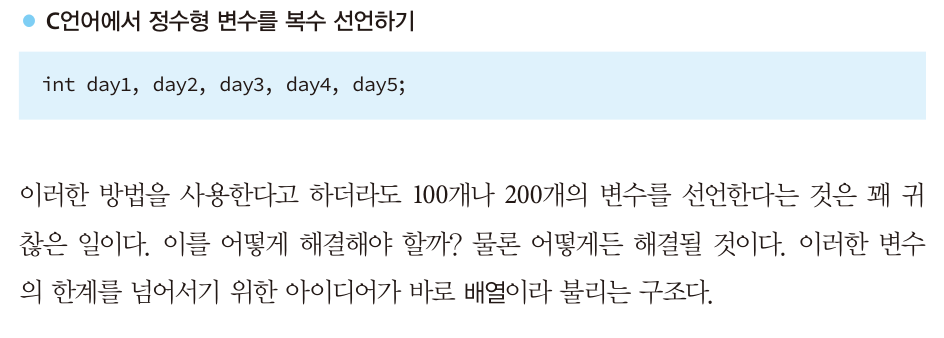 ● C언어에서 정수형 변수를 복수 선언하기
int day1, day2, day3, day4, day5;
이러한 방법을 사용한다고 하더라도 100개나 200개의 변수를 선언한다는 것은 꽤 귀
찮은 일이다. 이를 어떻게 해결해야 할까? 물론 어떻게든 해결될 것이다. 이러한 변수
의 한계를 넘어서기 위한 아이디어가 바로 배열이라 불리는 구조다.